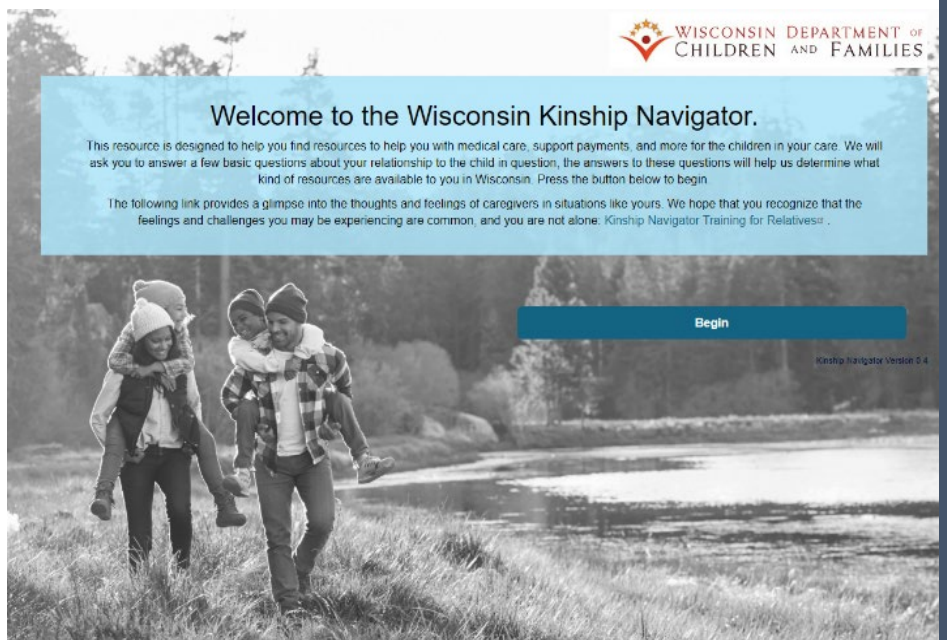 WISCONSIN DEPARTMENT OF
CHILDREN AND FAMILIES
Welcome to the Wisconsin Kinship Navigator.
This resource is designed to help you find resources to help you with medical care, support payments, and more for the children in your care. We will
ask you to answer a few basic questions about your relationship to the child in question, the answers to these questions will help us determine what
kind of resources are available to you in Wisconsin. Press the button below to begin.
The following link provides a glimpse into the thoughts and feelings of caregivers in situations like yours. We hope that you recognize that the
feelings and challenges you may be experiencing are common, and you are not alone: Kinship Navigator Training for Relatives .
Begin
Kinship Navigator Version 0.4